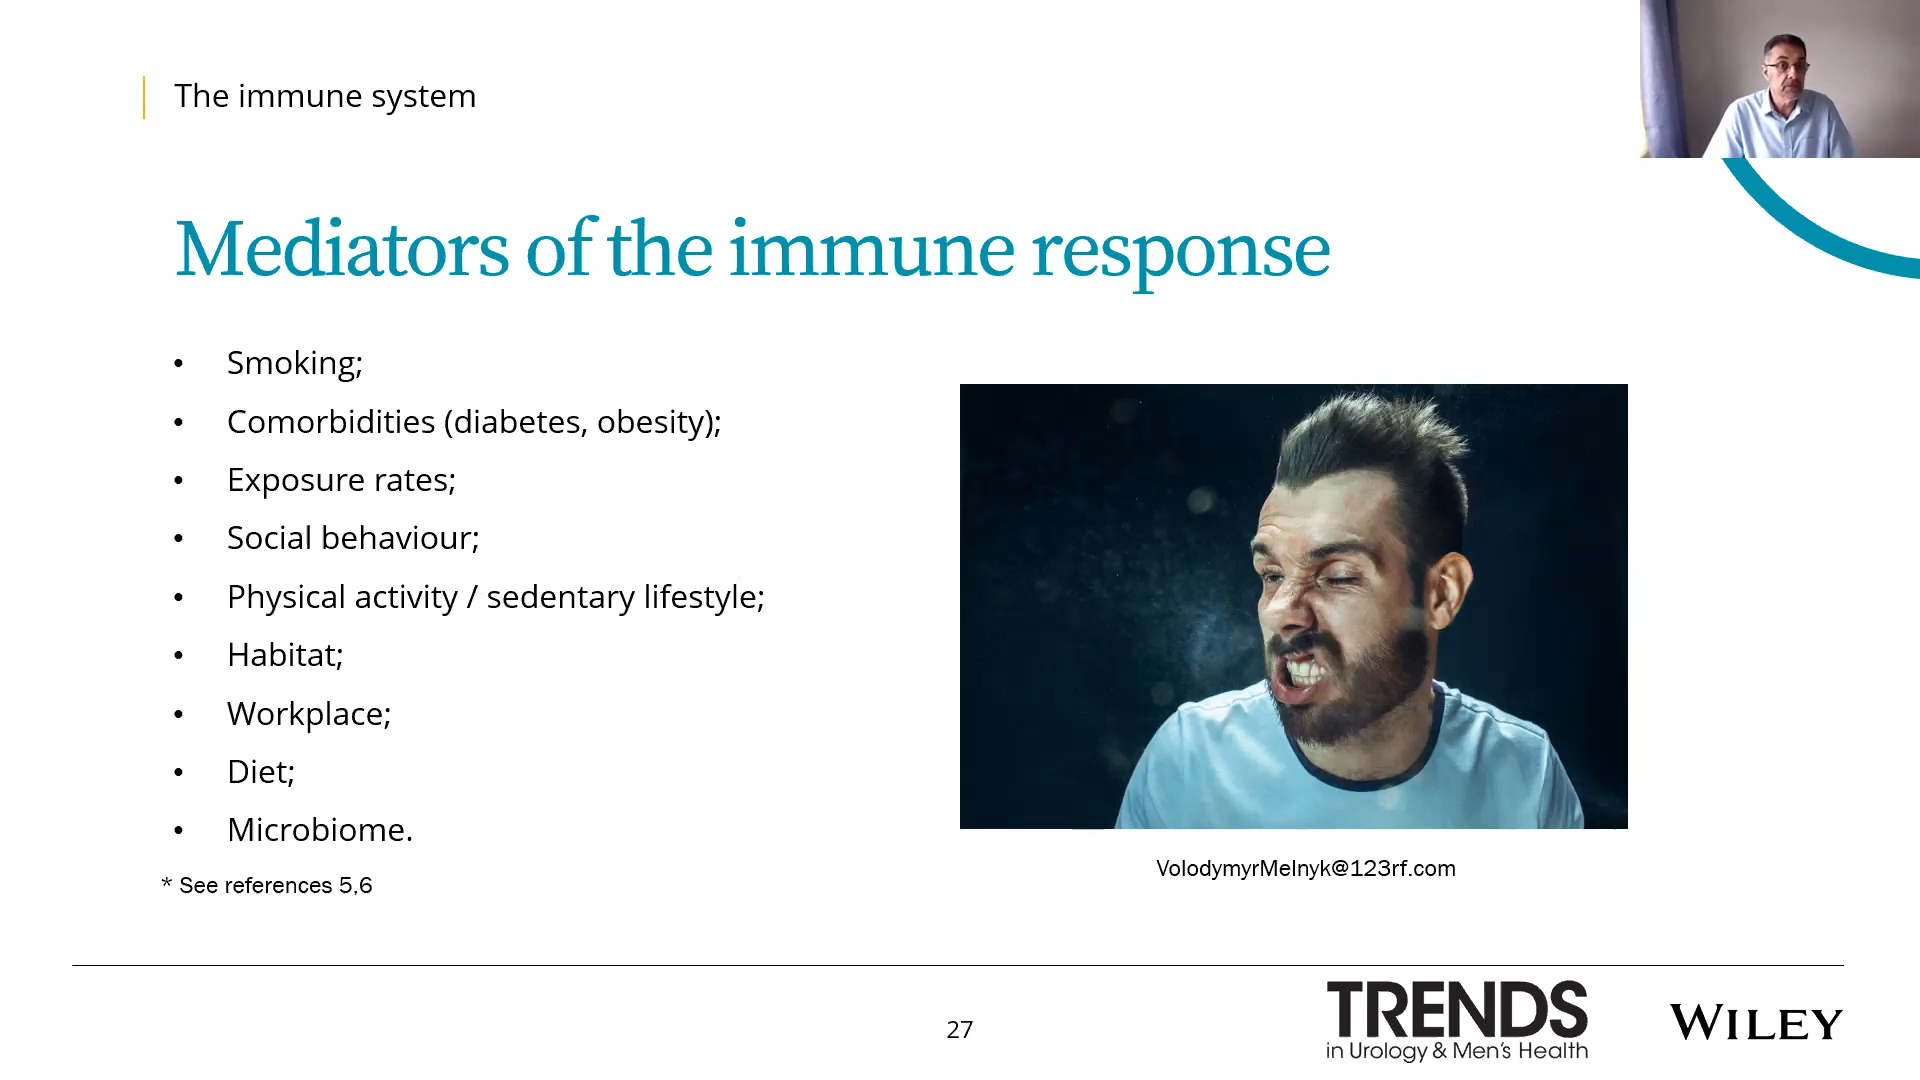 The immune system
Mediators of the immune response
• Smoking;
• Comorbidities (diabetes, obesity);
• Exposure rates;
• Social behaviour;
• Physical activity / sedentary lifestyle;
• Habitat;
• Workplace;
• Diet;
• Microbiome.
* See references 5,6
VolodymyrMelnyk@123rf.com
27
TRENDS
in Urology & Men's Health
WILEY